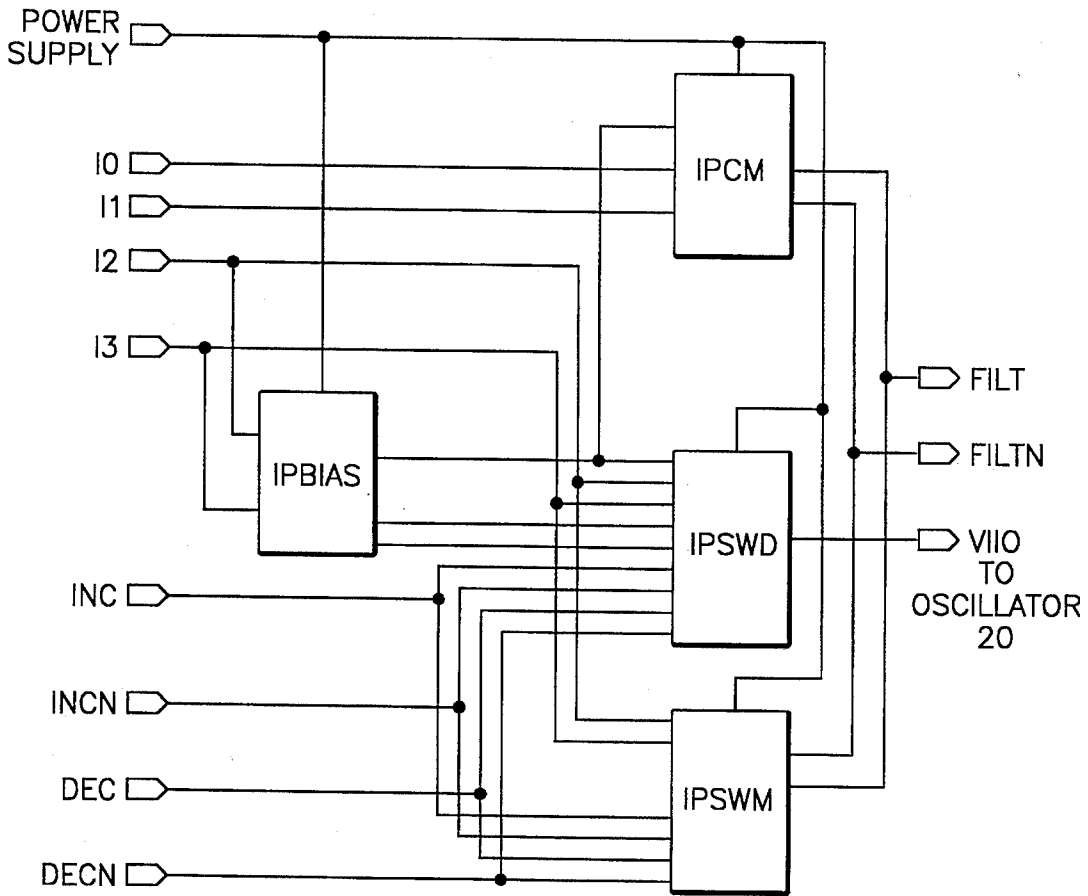 POWER
SUPPLY
I0
IPCM
I1
I2
I3
FILT
IPBIAS
FILTN
IPSWD
VIIO
TO
OSCILLATOR
20
INC
INCN
DEC
IPSWM
DECN